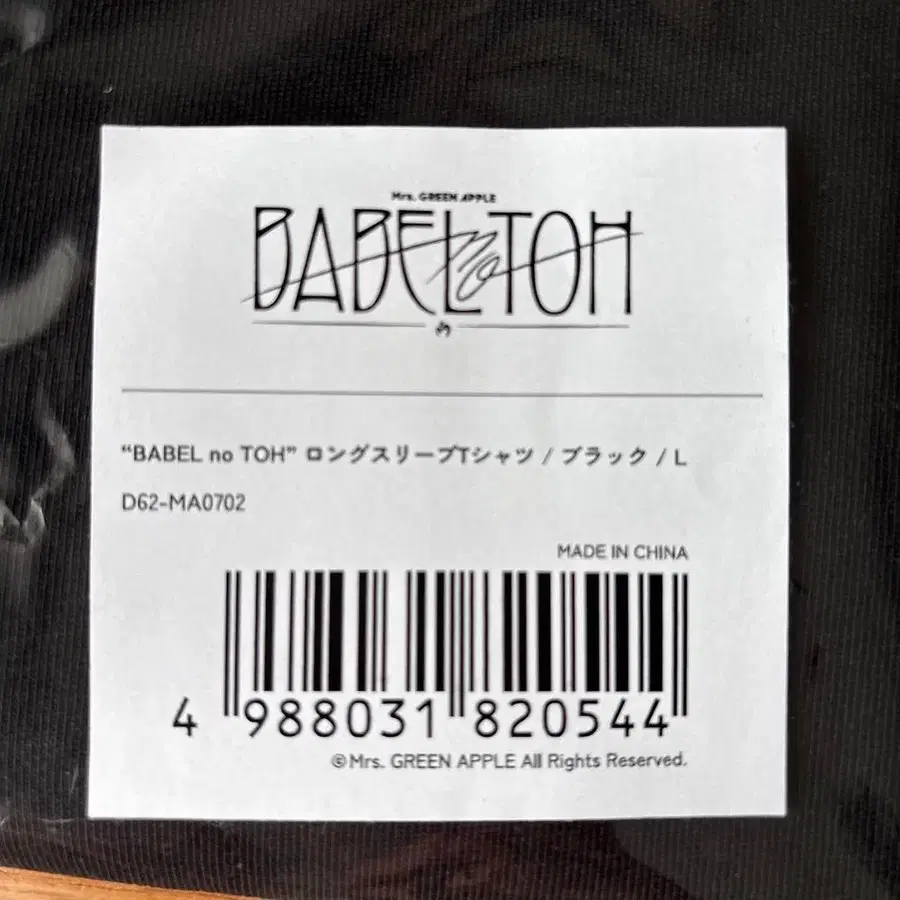 Mrs. GREEN APPLE
BABEL no TOH
“BABEL no TOH” ロングスリーブTシャツ / ブラック / L
D62-MA0702
MADE IN CHINA
4 988031 820544
©Mrs. GREEN APPLE All Rights Reserved.